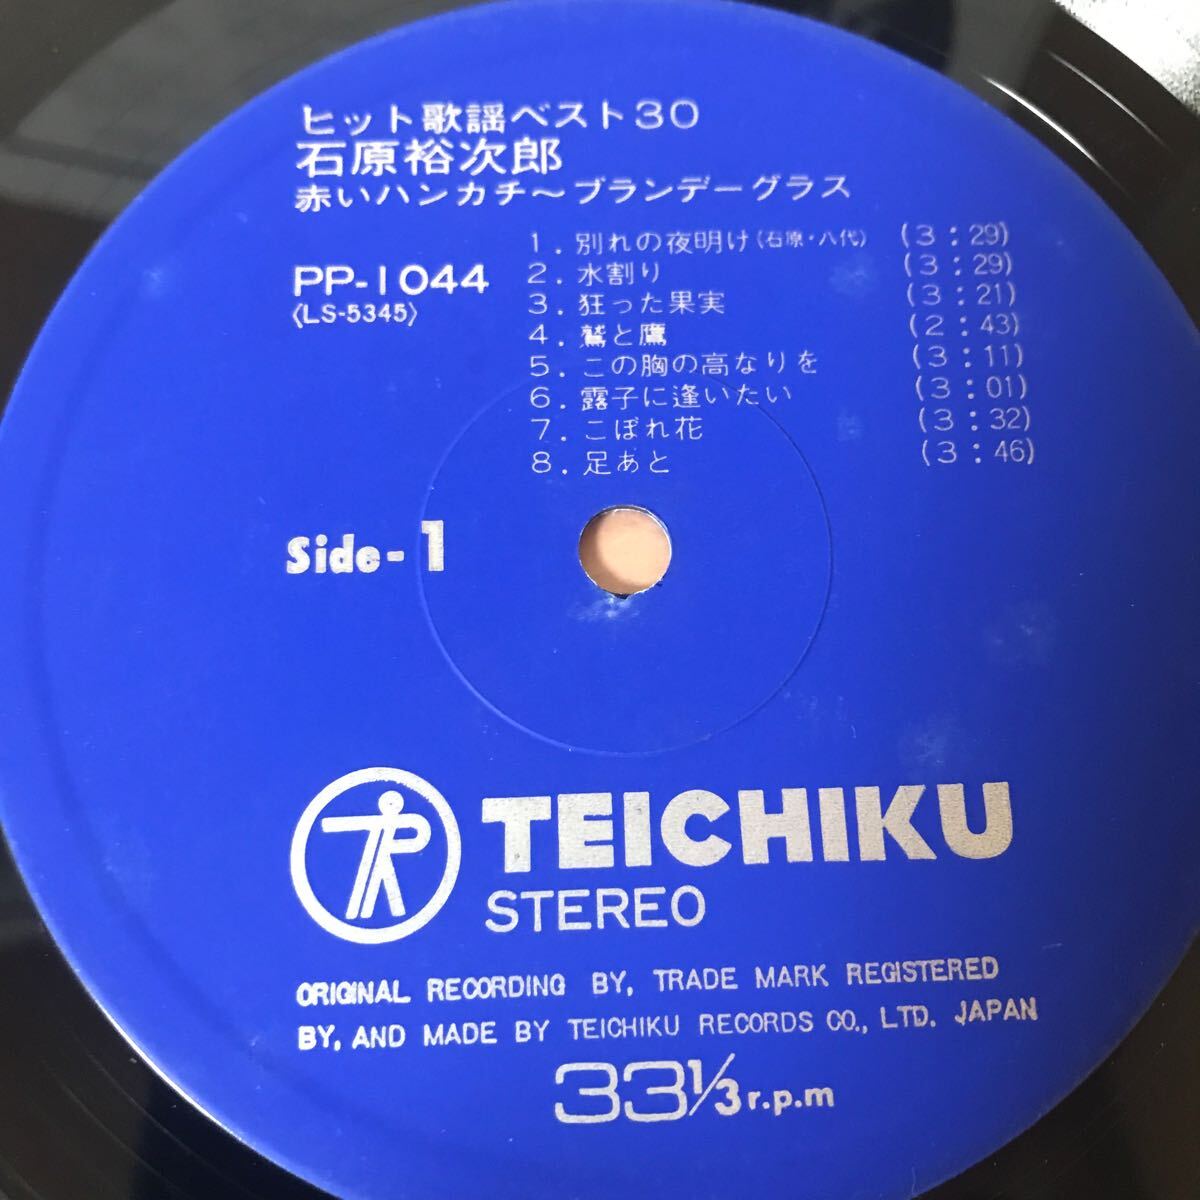 ヒット歌謡ベスト30
石原裕次郎
赤いハンカチ〜ブランデーグラス
PP-1044
〈LS-5345〉
1. 別れの夜明け(石原・八代) (3:29)
2. 水割り (3:29)
3. 狂った果実 (3:21)
4. 鷲と鷹 (2:43)
5. この胸の高なりを (3:11)
6. 露子に逢いたい (3:01)
7. こぼれ花 (3:32)
8. 足あと (3:46)
Side-1
TEICHIKU
STEREO
ORIGINAL RECORDING BY, TRADE MARK REGISTERED
BY, AND MADE BY TEICHIKU RECORDS CO., LTD. JAPAN
33 1/3 r.p.m